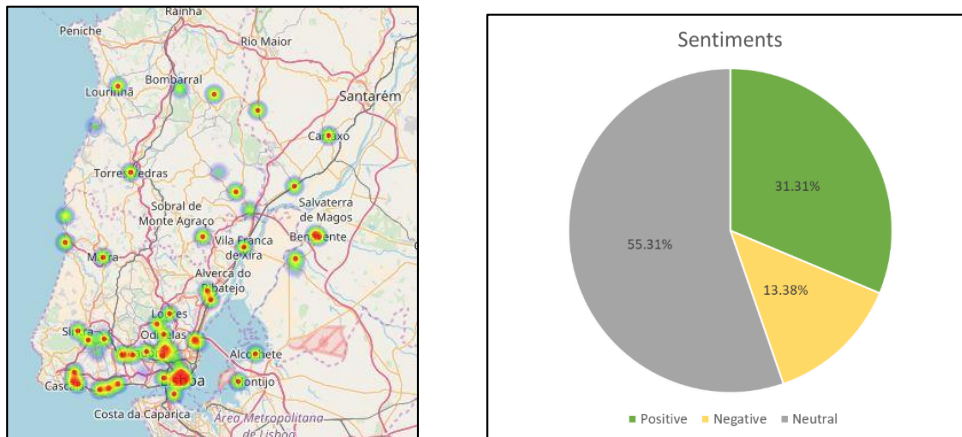 Rainha
Peniche
Rio Maior
Bombarral
Lourinhã
Santarém
Cartaxo
Torres Vedras
Sobral de
Monte Agraço
Salvaterra
de Magos
Vila Franca
de Xira
Benavente
Mafra
Alverca do
Ribatejo
Loures
Sintra
Odivelas
Alcochete
Cascais
Lisboa
Montijo
Costa da Caparica
Área Metropolitana
de Lisboa
Sentiments
31.31%
55.31%
13.38%
Positive Negative Neutral